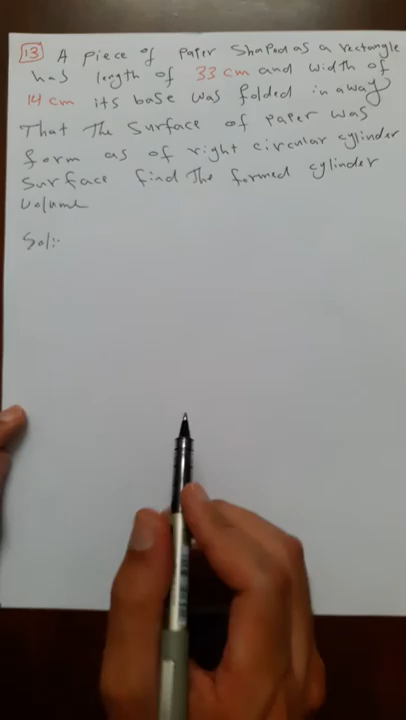 13 A piece of paper shaped as a rectangle
has length of 33 cm and width of
14 cm its base was folded in away
That The surface of paper was
form as of right circular cylinder
surface find The formed cylinder
volume
Sol:-